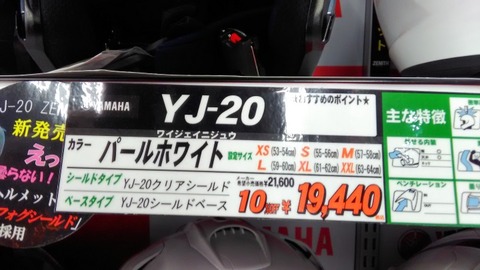 YAMAHA
YJ-20
ワイジェイニジュウ
おすすめのポイント★
主な特徴
カラー パールホワイト
設定サイズ XS(53-54cm) S(55-56cm) M(57-58cm)
L(59-60cm) XL(61-62cm) XXL(63-64cm)
シールドタイプ YJ-20クリアシールド
ベースタイプ YJ-20シールドベース
メーカー希望小売価格 ¥21,600
10%OFF ¥19,440
ベンチレーション
J-20 ZEN
新発売
えっ
らない!
ヘルメット
フォグシールド
採用